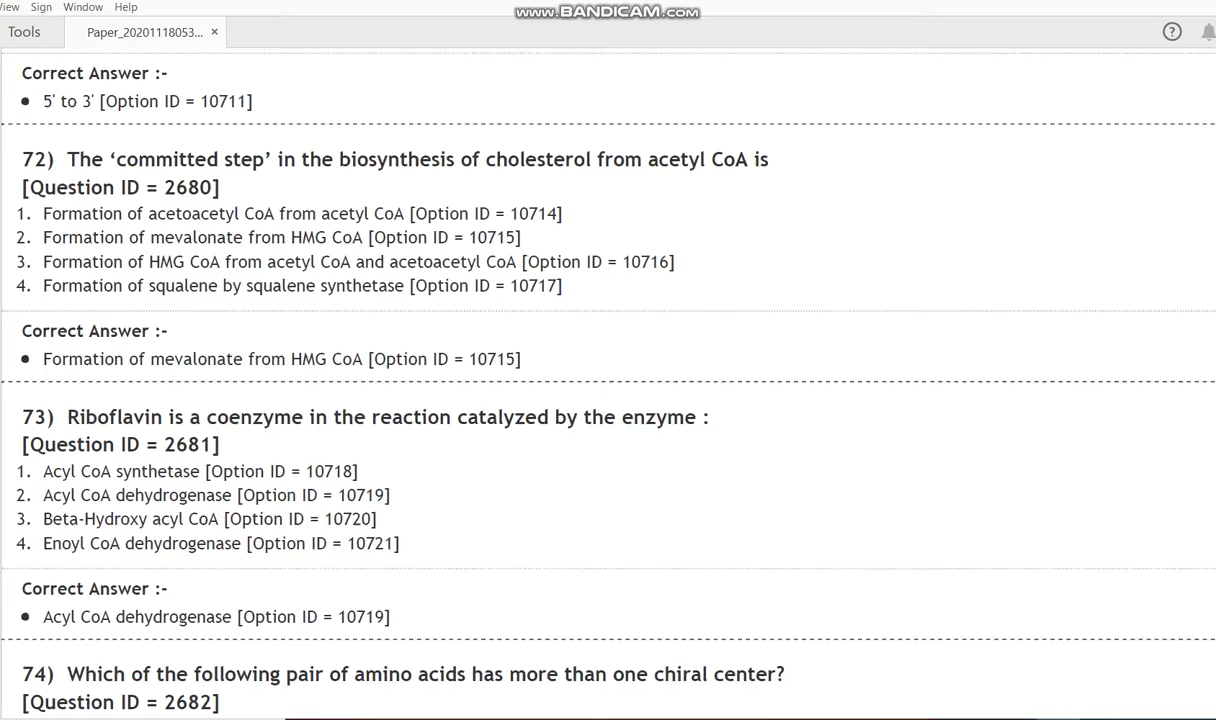 View Sign Window Help
www.BANDICAM.com
Tools Paper_20201118053... × ?
Correct Answer :-
• 5' to 3' [Option ID = 10711]
72) The ‘committed step’ in the biosynthesis of cholesterol from acetyl CoA is
[Question ID = 2680]
1. Formation of acetoacetyl CoA from acetyl CoA [Option ID = 10714]
2. Formation of mevalonate from HMG CoA [Option ID = 10715]
3. Formation of HMG CoA from acetyl CoA and acetoacetyl CoA [Option ID = 10716]
4. Formation of squalene by squalene synthetase [Option ID = 10717]
Correct Answer :-
• Formation of mevalonate from HMG CoA [Option ID = 10715]
73) Riboflavin is a coenzyme in the reaction catalyzed by the enzyme :
[Question ID = 2681]
1. Acyl CoA synthetase [Option ID = 10718]
2. Acyl CoA dehydrogenase [Option ID = 10719]
3. Beta-Hydroxy acyl CoA [Option ID = 10720]
4. Enoyl CoA dehydrogenase [Option ID = 10721]
Correct Answer :-
• Acyl CoA dehydrogenase [Option ID = 10719]
74) Which of the following pair of amino acids has more than one chiral center?
[Question ID = 2682]